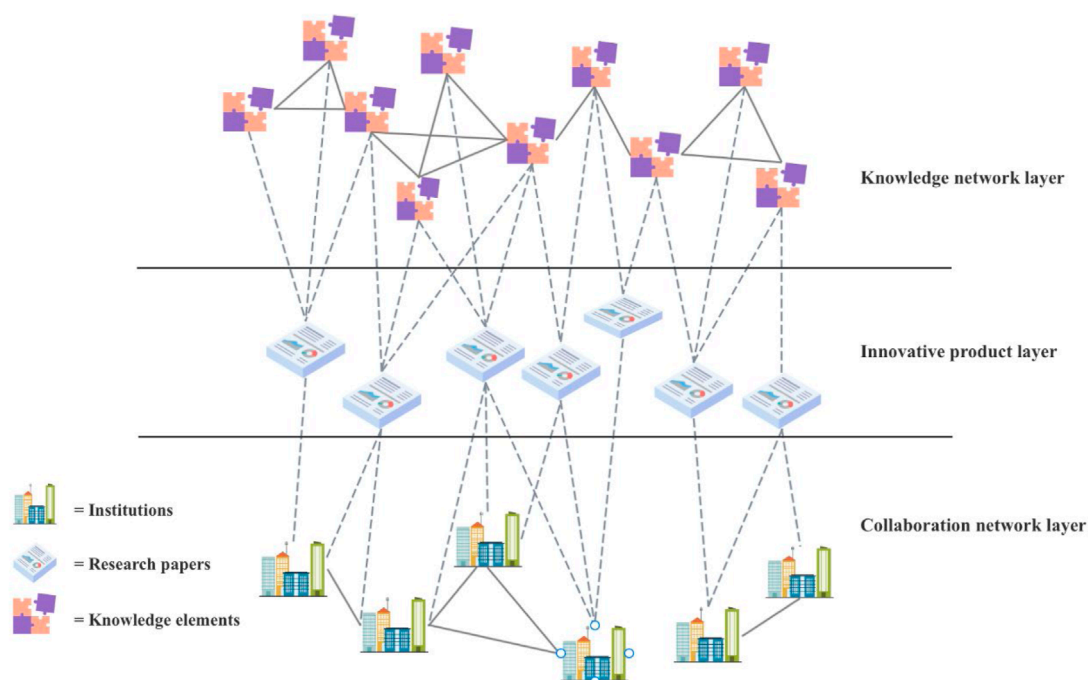 Knowledge network layer
Innovative product layer
Collaboration network layer
= Institutions
= Research papers
= Knowledge elements